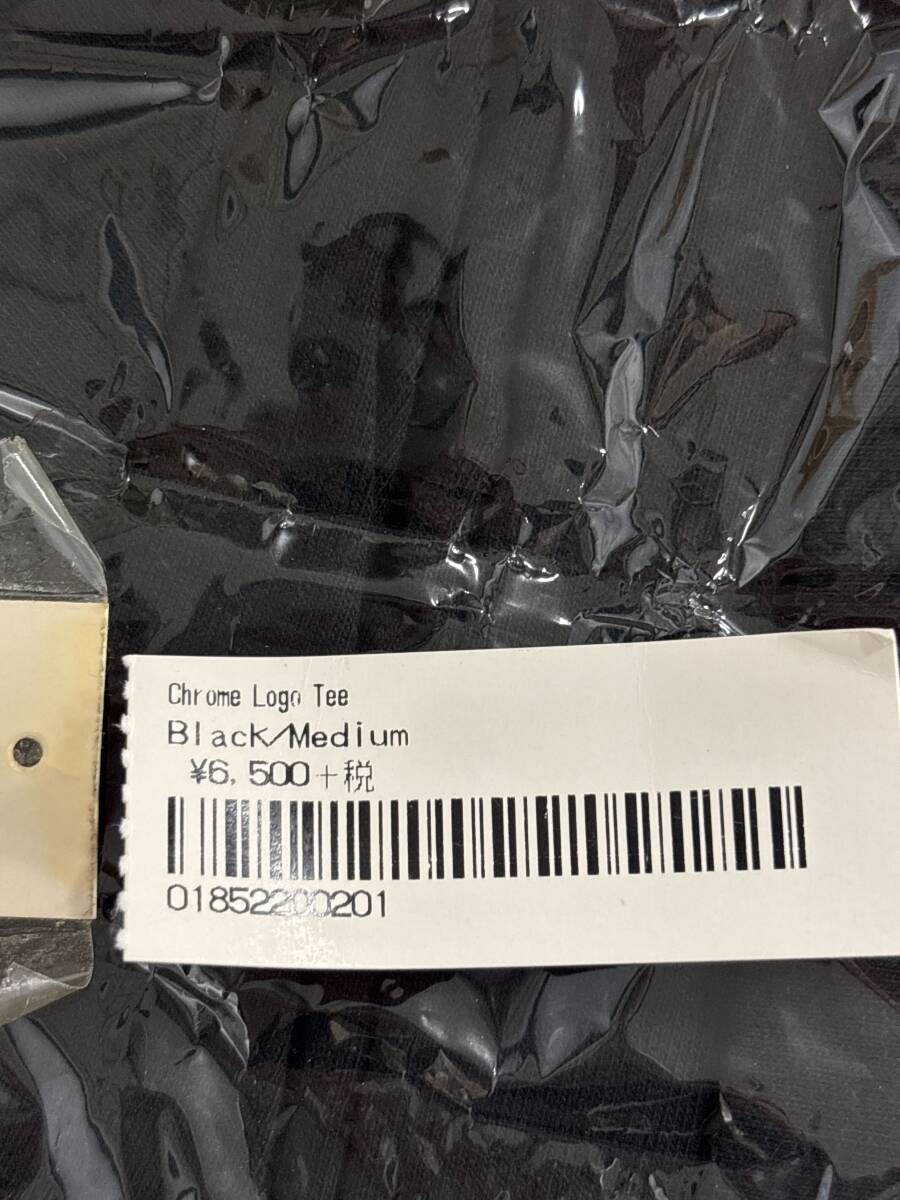 Chrome Logo Tee
Black/Medium
¥6,500+税
01852200201